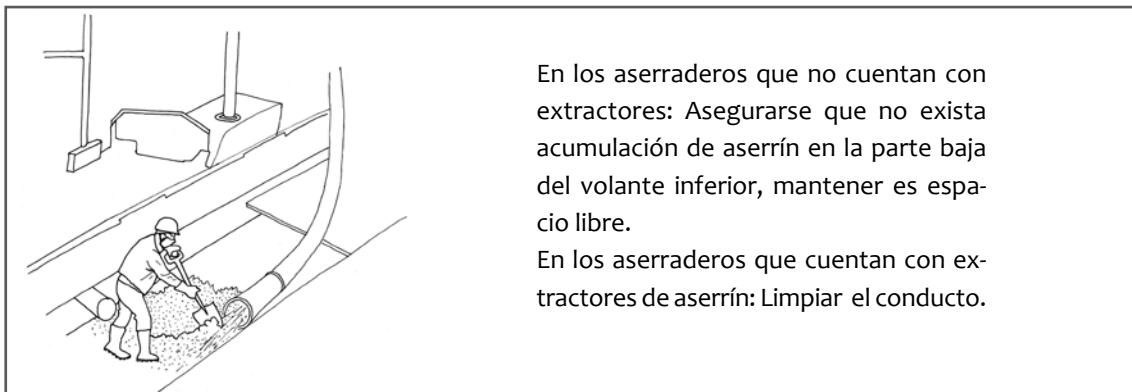 En los aserraderos que no cuentan con
extractores: Asegurarse que no exista
acumulación de aserrín en la parte baja
del volante inferior, mantener es espa-
cio libre.
En los aserraderos que cuentan con ex-
tractores de aserrín: Limpiar el conducto.